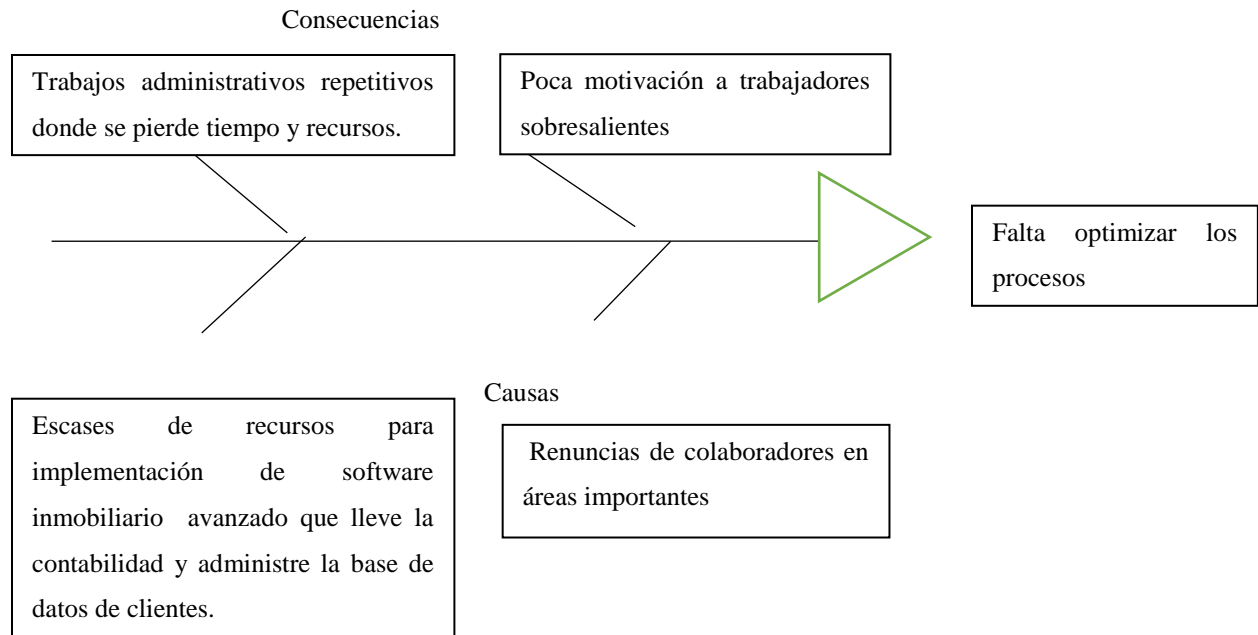 Consecuencias
Trabajos administrativos repetitivos
donde se pierde tiempo y recursos.
Poca motivación a trabajadores
sobresalientes
Falta optimizar los
procesos
Causas
Escases de recursos para
implementación de software
inmobiliario avanzado que lleve la
contabilidad y administre la base de
datos de clientes.
Renuncias de colaboradores en
áreas importantes